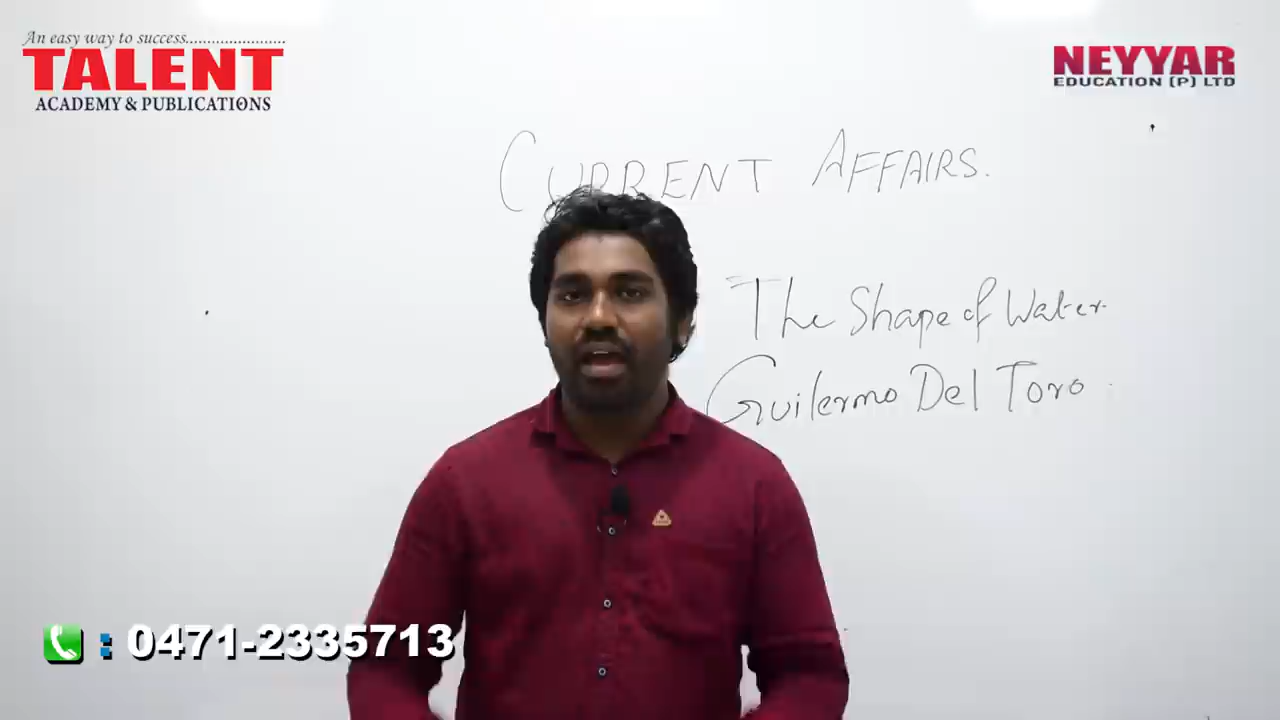 An easy way to success......................
TALENT
ACADEMY & PUBLICATIONS
NEYYAR
EDUCATION (P) LTD
CURRENT AFFAIRS.
The Shape of Water.
Guilermo Del Toro.
: 0471-2335713